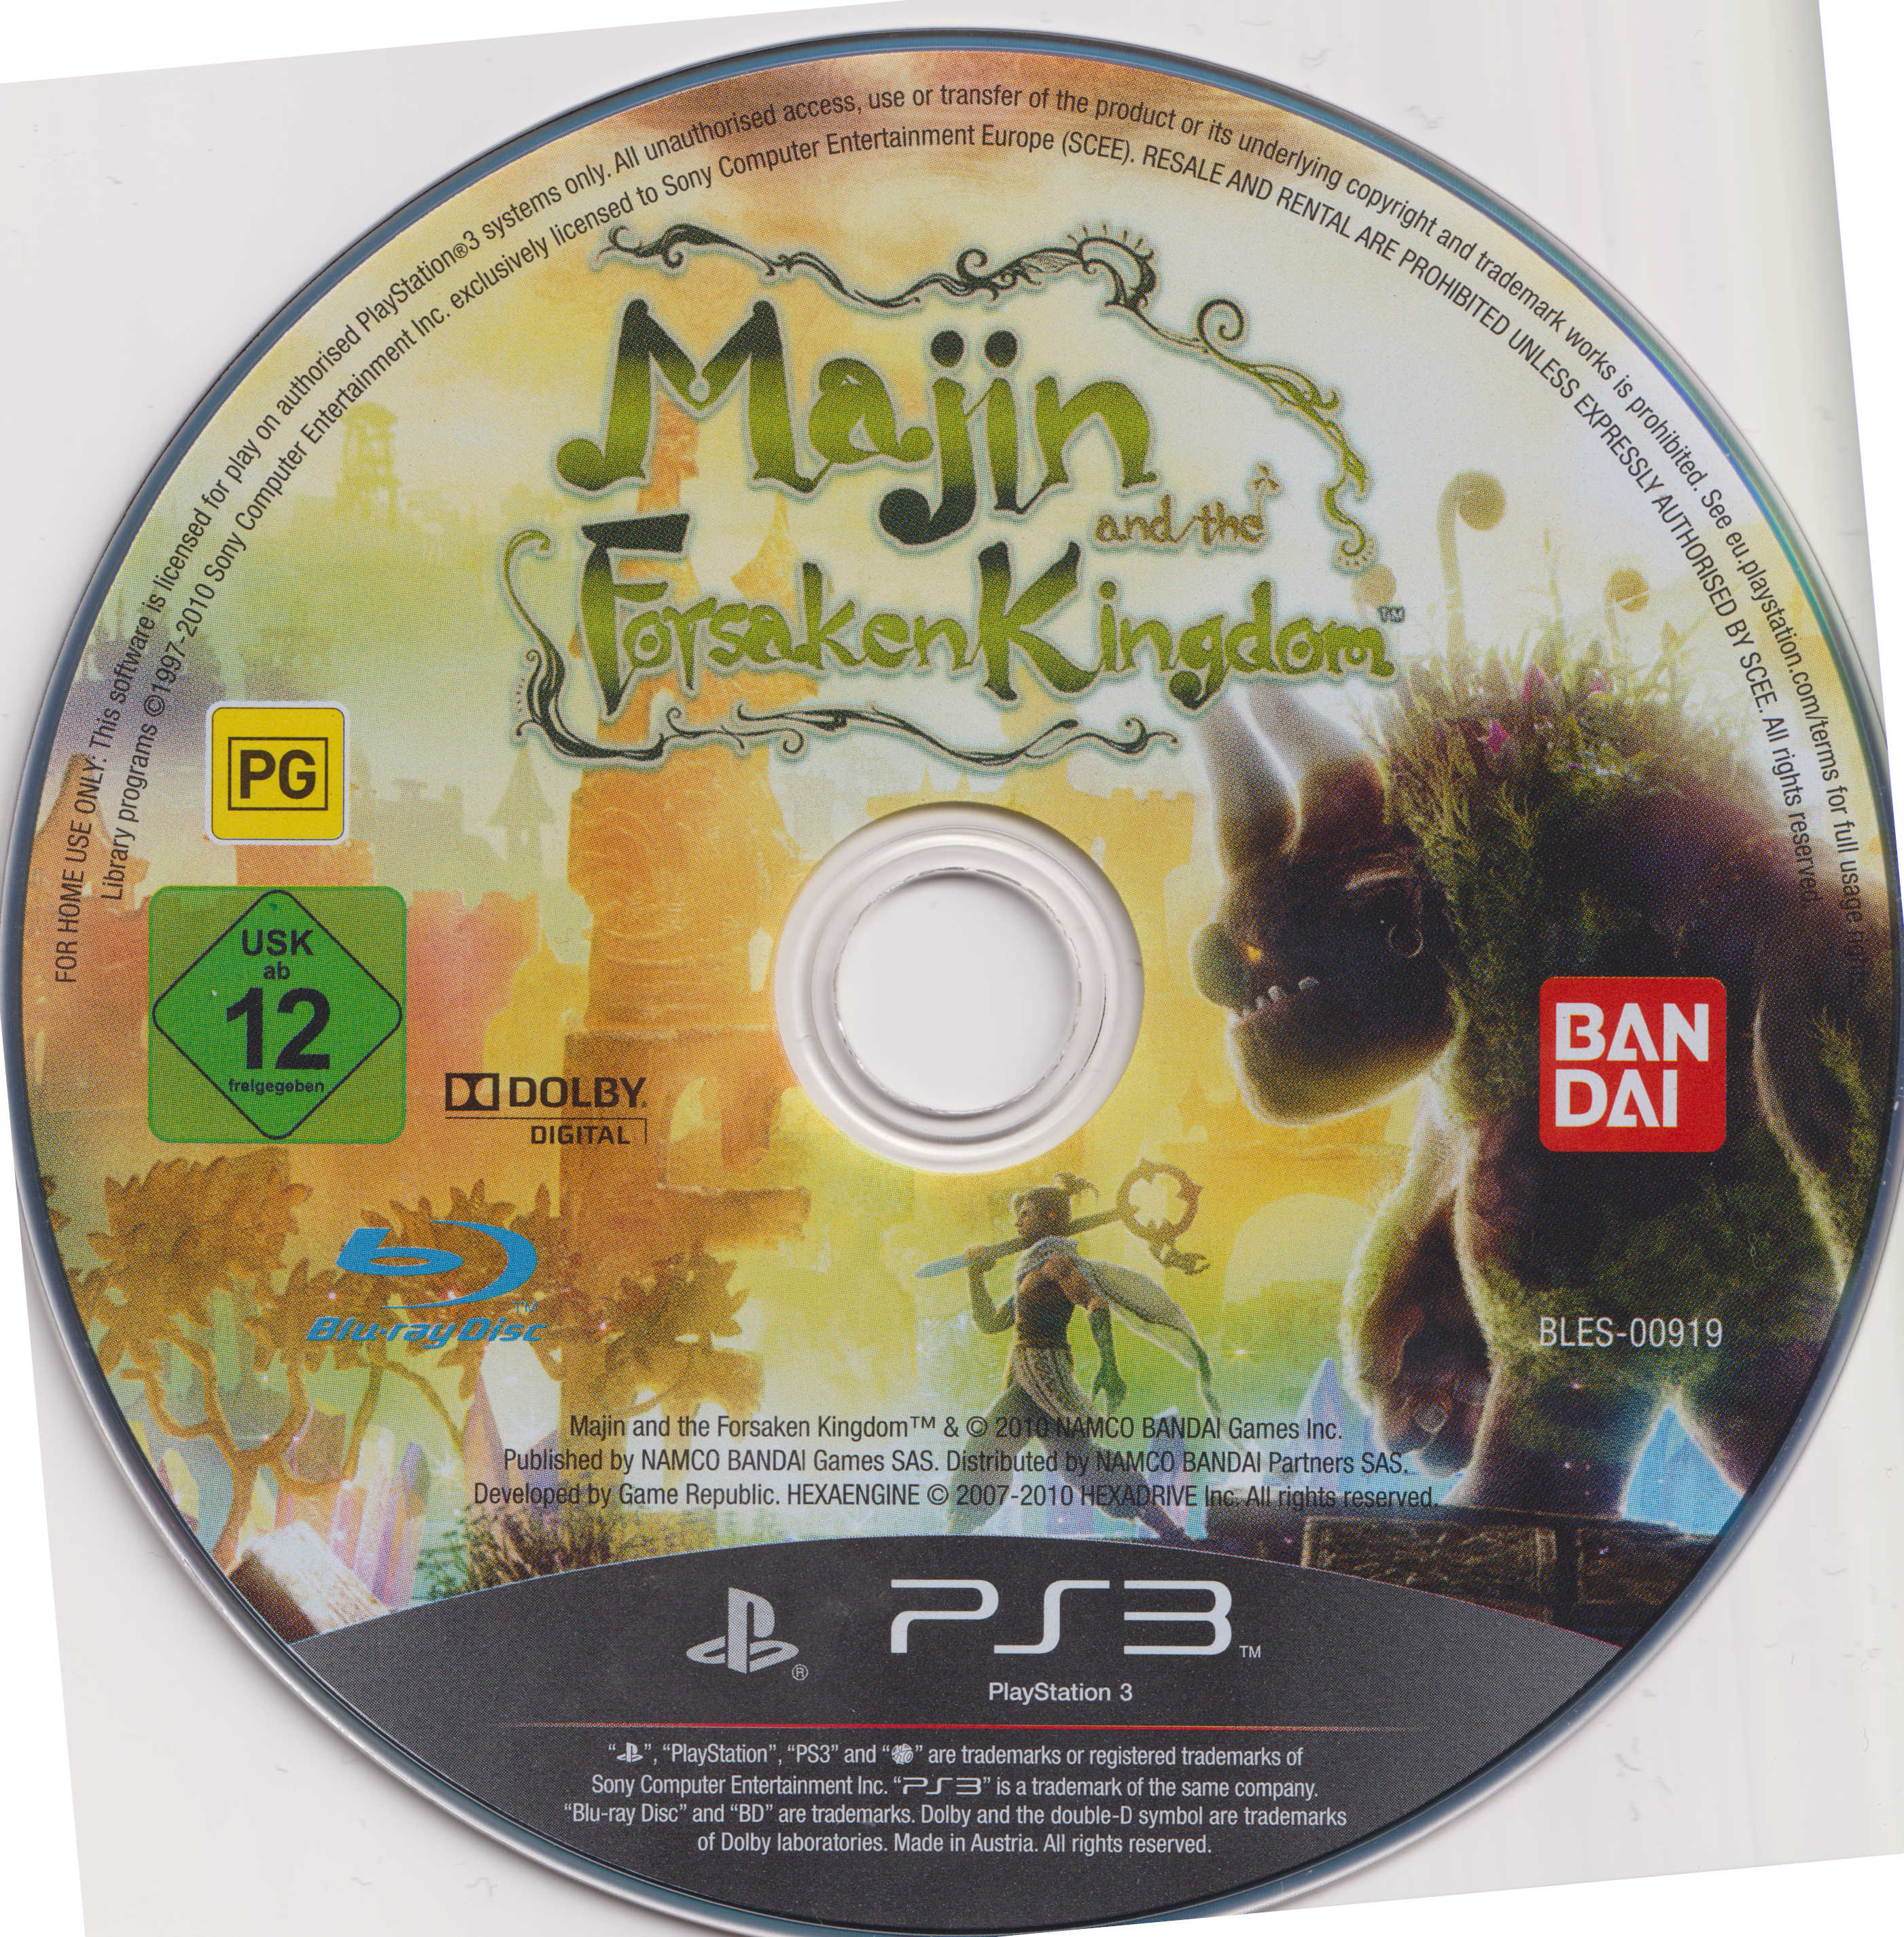 FOR HOME USE ONLY: This software is licensed for play on authorised PlayStation®3 systems only. All unauthorised access, use or transfer of the product or its underlying copyright and trademark works is prohibited. See eu.playstation.com/terms for full usage rights.
Library programs ©1997-2010 Sony Computer Entertainment Inc. exclusively licensed to Sony Computer Entertainment Europe (SCEE). RESALE AND RENTAL ARE PROHIBITED UNLESS EXPRESSLY AUTHORISED BY SCEE. All rights reserved.
Majin
and the
Forsaken Kingdom™
PG
USK
ab
12
freigegeben
DOLBY®
DIGITAL
BAN
DAI
Blu-ray Disc™
BLES-00919
Majin and the Forsaken Kingdom™ & © 2010 NAMCO BANDAI Games Inc.
Published by NAMCO BANDAI Games SAS. Distributed by NAMCO BANDAI Partners SAS.
Developed by Game Republic. HEXAENGINE © 2007-2010 HEXADRIVE Inc. All rights reserved.
® PS3™
PlayStation 3
“ ”, “PlayStation”, “PS3” and “ ” are trademarks or registered trademarks of
Sony Computer Entertainment Inc. “PS3” is a trademark of the same company.
“Blu-ray Disc” and “BD” are trademarks. Dolby and the double-D symbol are trademarks
of Dolby laboratories. Made in Austria. All rights reserved.